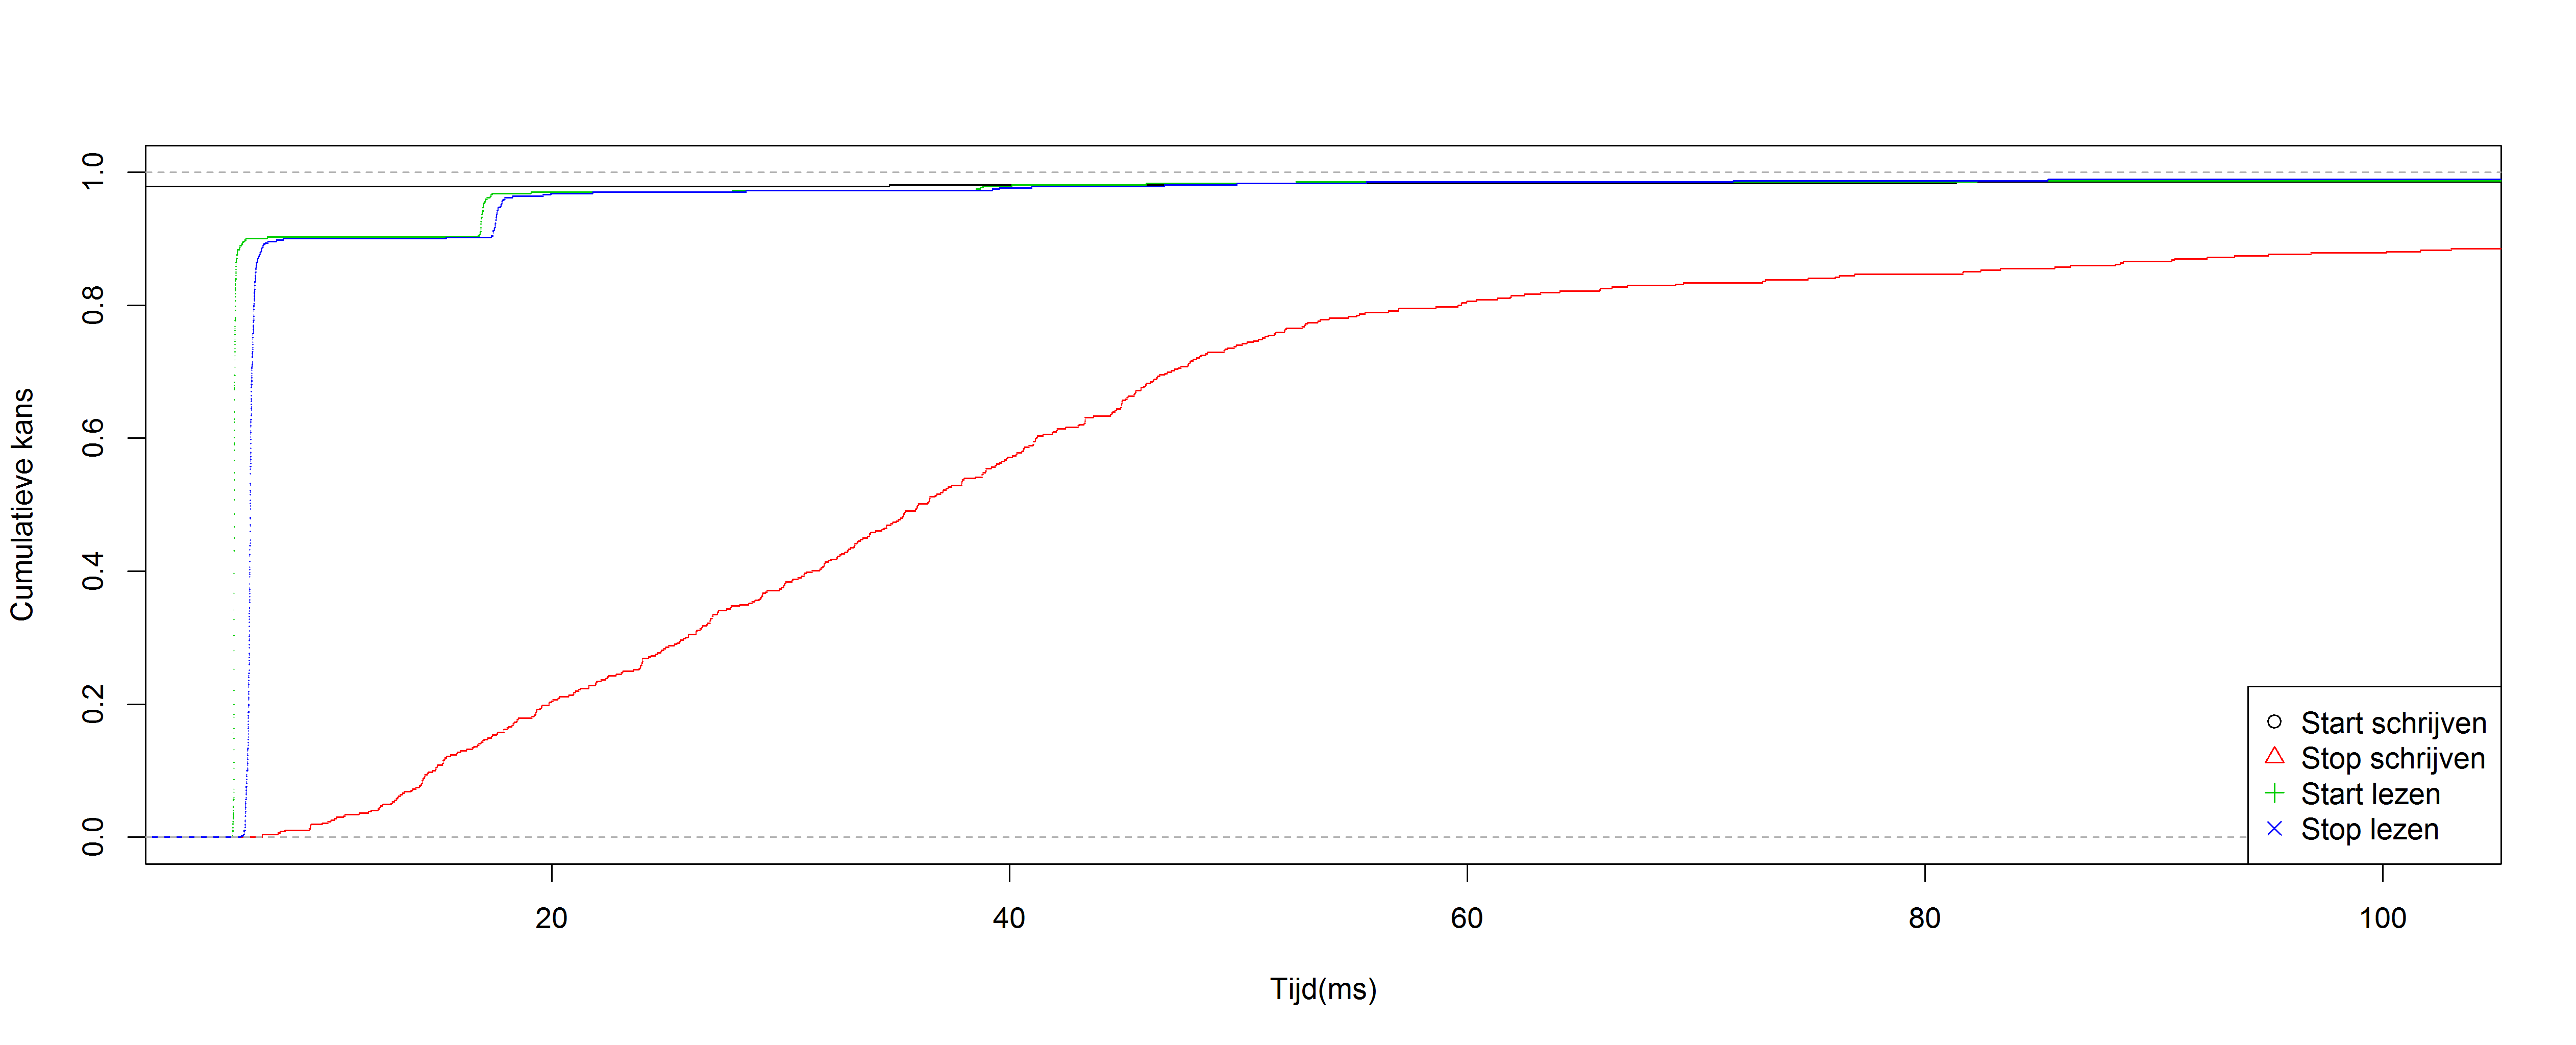 1.0
0.8
0.6
0.4
0.2
0.0
Cumulatieve kans
20 40 60 80 100
Tijd(ms)
Start schrijven
Stop schrijven
Start lezen
Stop lezen